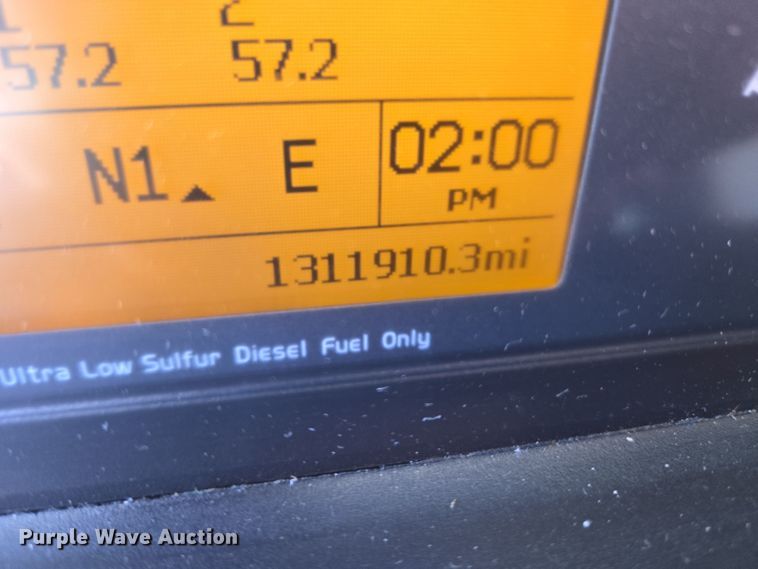 1 2
57.2 57.2
N1 E 02:00
PM
1311910.3mi
Ultra Low Sulfur Diesel Fuel Only
Purple Wave Auction